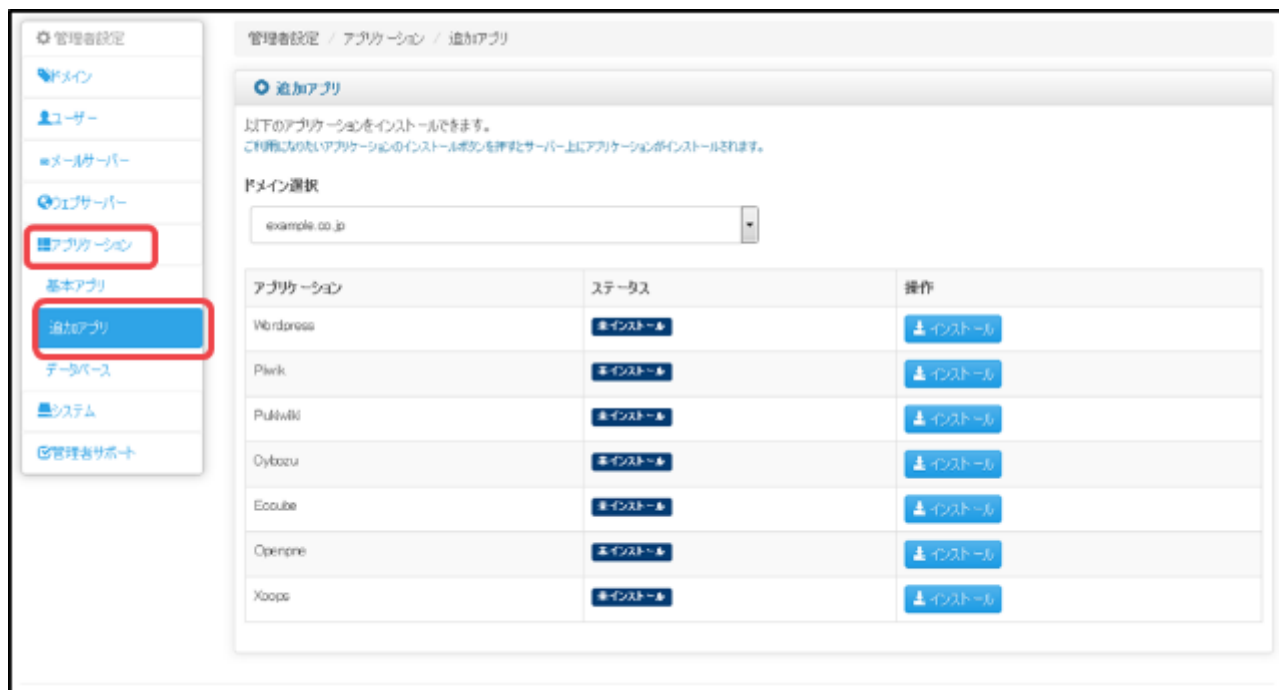 管理者設定
ドメイン
ユーザー
メールサーバー
ウェブサーバー
アプリケーション
基本アプリ
追加アプリ
データベース
システム
管理者サポート
管理者設定 / アプリケーション / 追加アプリ
追加アプリ
以下のアプリケーションをインストールできます。
ご利用になりたいアプリケーションのインストールボタンを押すとサーバー上にアプリケーションがインストールされます。
ドメイン選択
example.co.jp
アプリケーション ステータス 操作
Wordpress 未インストール インストール
Piwik 未インストール インストール
Pukiwiki 未インストール インストール
Cybozu 未インストール インストール
Eccube 未インストール インストール
Openpne 未インストール インストール
Xoops 未インストール インストール